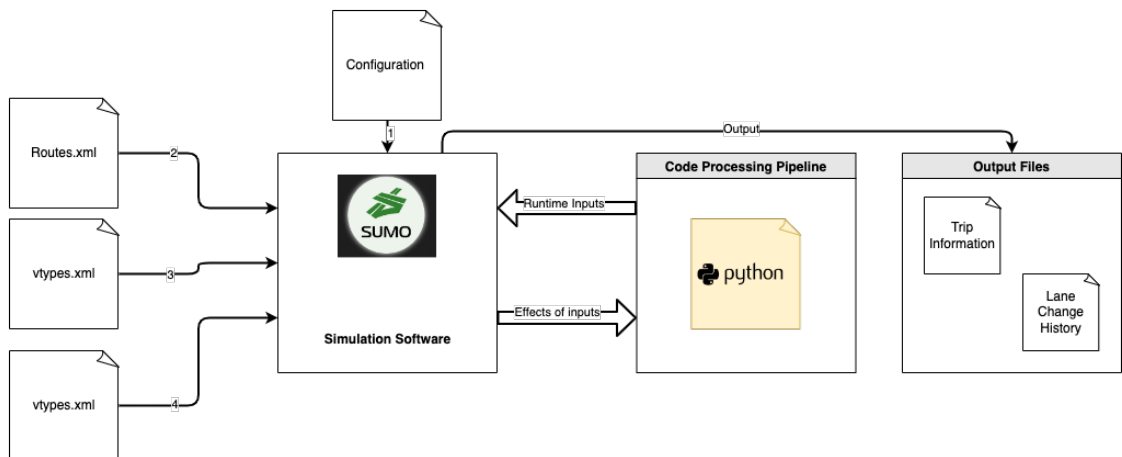 Configuration
1
Output
Routes.xml
2
vtypes.xml
3
vtypes.xml
4
SUMO
Simulation Software
Runtime Inputs
Effects of inputs
Code Processing Pipeline
python
Output Files
Trip
Information
Lane
Change
History